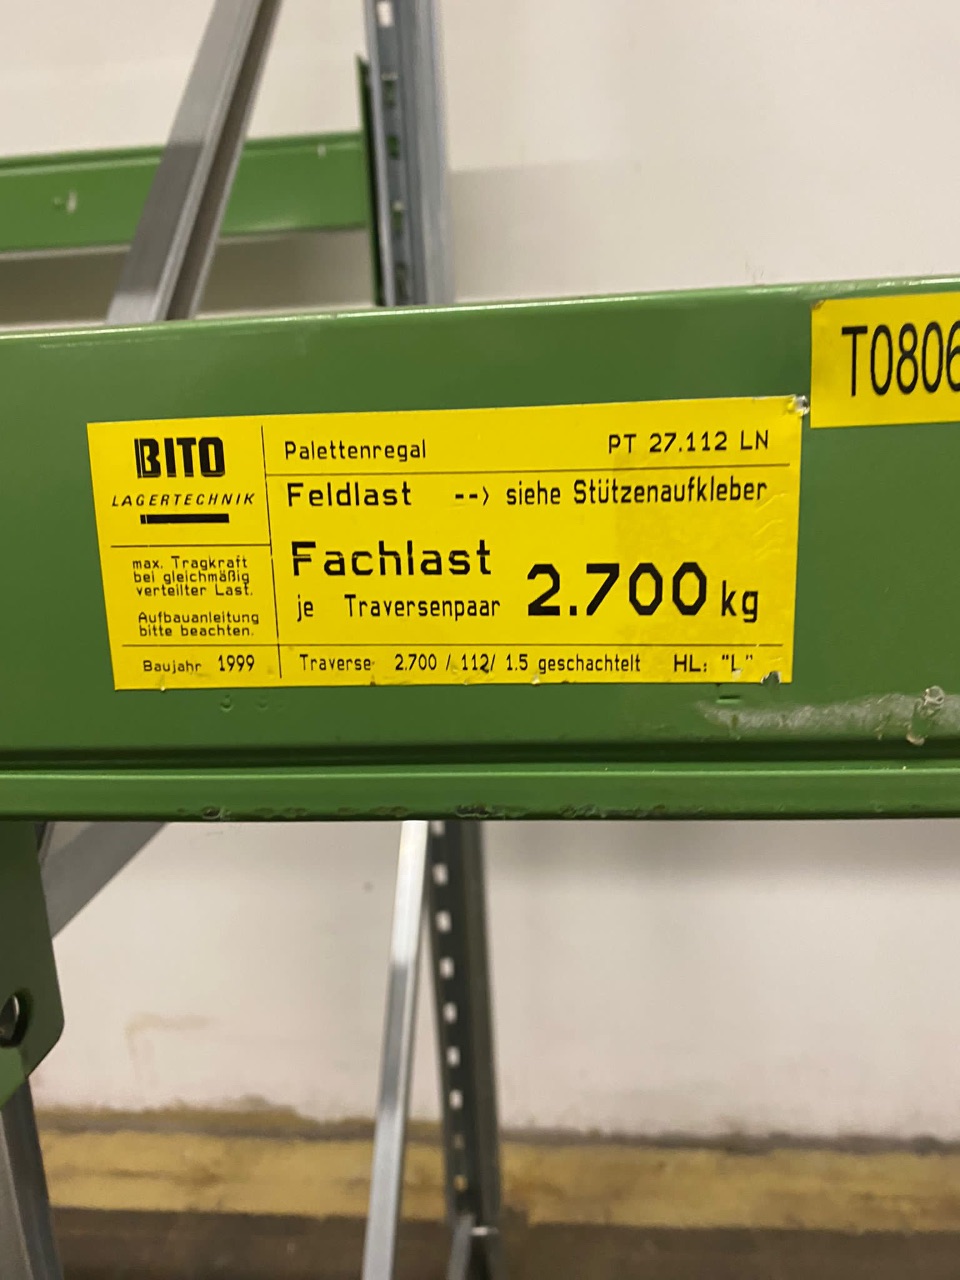 T0806
BITO
LAGERTECHNIK
max. Tragkraft
bei gleichmäßig
verteilter Last.
Aufbauanleitung
bitte beachten.
Baujahr 1999
Palettenregal PT 27.112 LN
Feldlast --> siehe Stützenaufkleber
Fachlast
je Traversenpaar 2.700 kg
Traverse: 2.700 / 112/ 1.5 geschachtelt HL: "L"